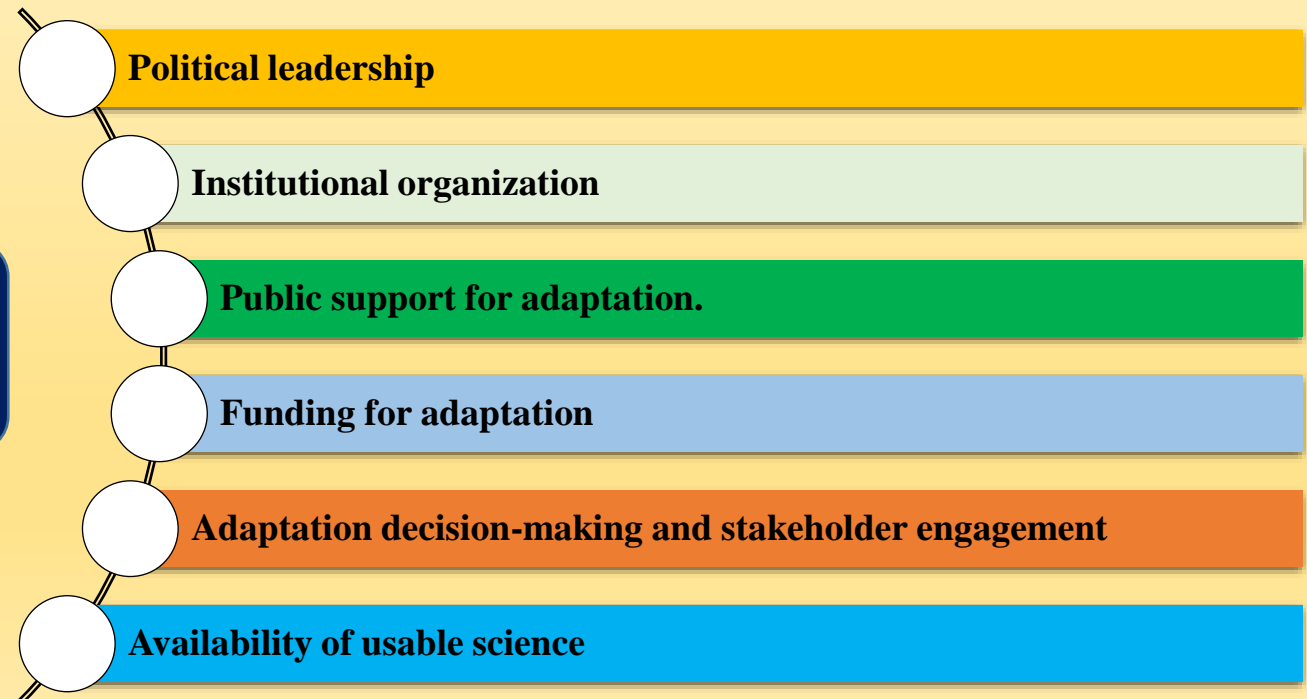 Political leadership
Institutional organization
Public support for adaptation.
Funding for adaptation
Adaptation decision-making and stakeholder engagement
Availability of usable science